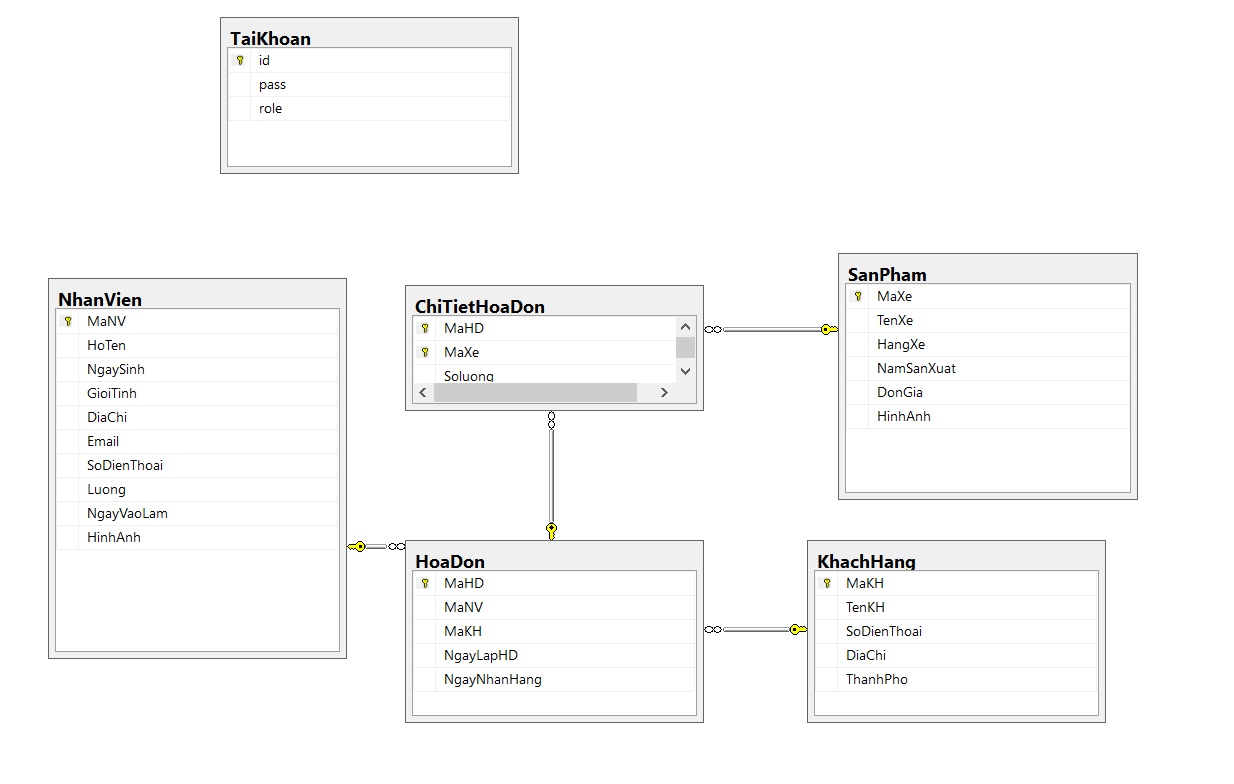 TaiKhoan
id
pass
role
NhanVien
MaNV
HoTen
NgaySinh
GioiTinh
DiaChi
Email
SoDienThoai
Luong
NgayVaoLam
HinhAnh
ChiTietHoaDon
MaHD
MaXe
Soluong
SanPham
MaXe
TenXe
HangXe
NamSanXuat
DonGia
HinhAnh
HoaDon
MaHD
MaNV
MaKH
NgayLapHD
NgayNhanHang
KhachHang
MaKH
TenKH
SoDienThoai
DiaChi
ThanhPho